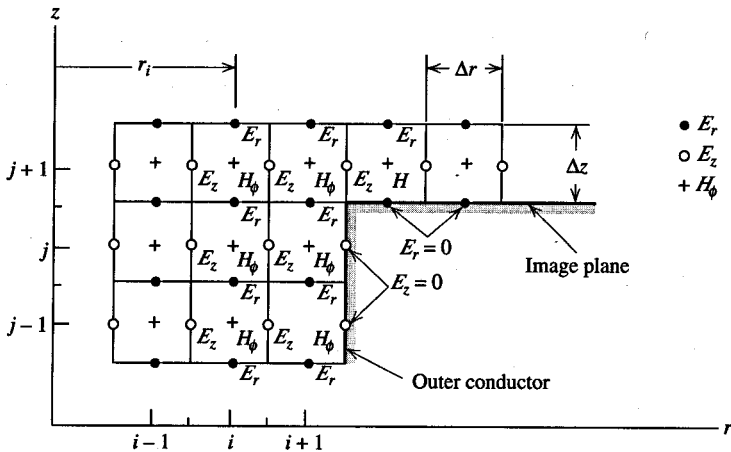 z
r_i
Δr
E_r E_r E_r
● E_r
○ E_z
+ H_ϕ
Δz
j+1
E_z H_ϕ E_z H_ϕ E_z H
E_r E_r
E_r = 0
Image plane
j
E_z H_ϕ E_z H_ϕ
E_z = 0
E_r E_r
j−1
E_z H_ϕ E_z H_ϕ
E_r E_r
Outer conductor
r
i−1 i i+1